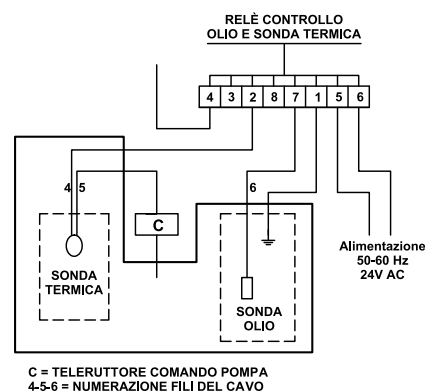 RELÈ CONTROLLO
OLIO E SONDA TERMICA
4 3 2 8 7 1 5 6
4 5
6
C
SONDA
TERMICA
SONDA
OLIO
Alimentazione
50-60 Hz
24V AC
C = TELERUTTORE COMANDO POMPA
4-5-6 = NUMERAZIONE FILI DEL CAVO